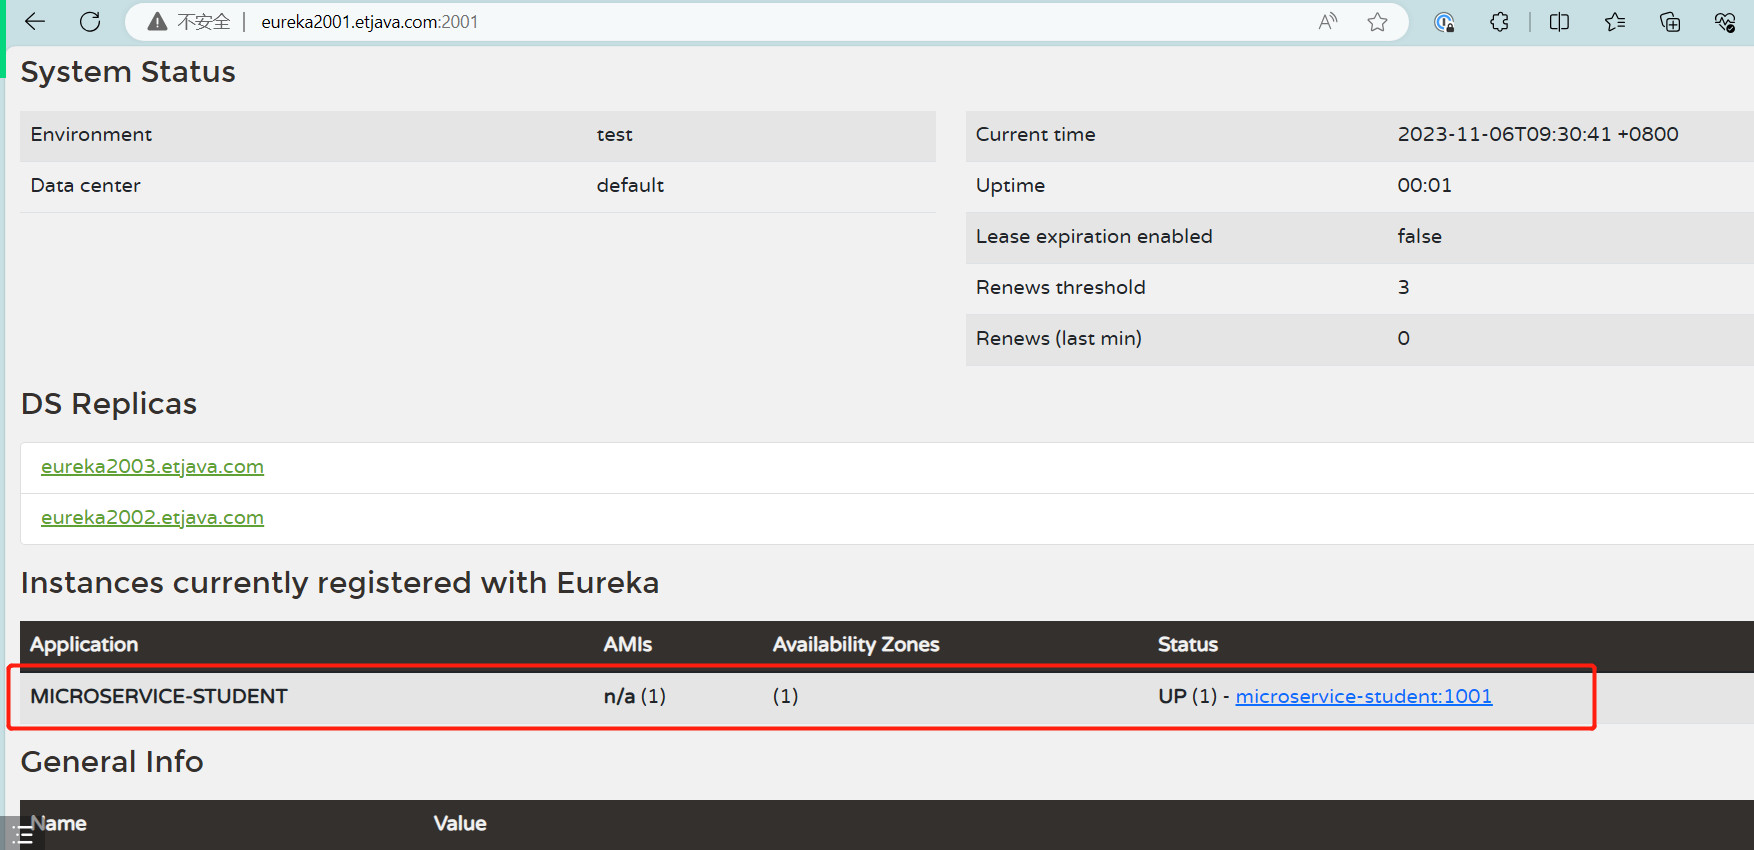 不安全 eureka2001.etjava.com:2001
System Status
Environment test
Data center default
Current time 2023-11-06T09:30:41 +0800
Uptime 00:01
Lease expiration enabled false
Renews threshold 3
Renews (last min) 0
DS Replicas
eureka2003.etjava.com
eureka2002.etjava.com
Instances currently registered with Eureka
Application AMIs Availability Zones Status
MICROSERVICE-STUDENT n/a (1) (1) UP (1) - microservice-student:1001
General Info
Name Value